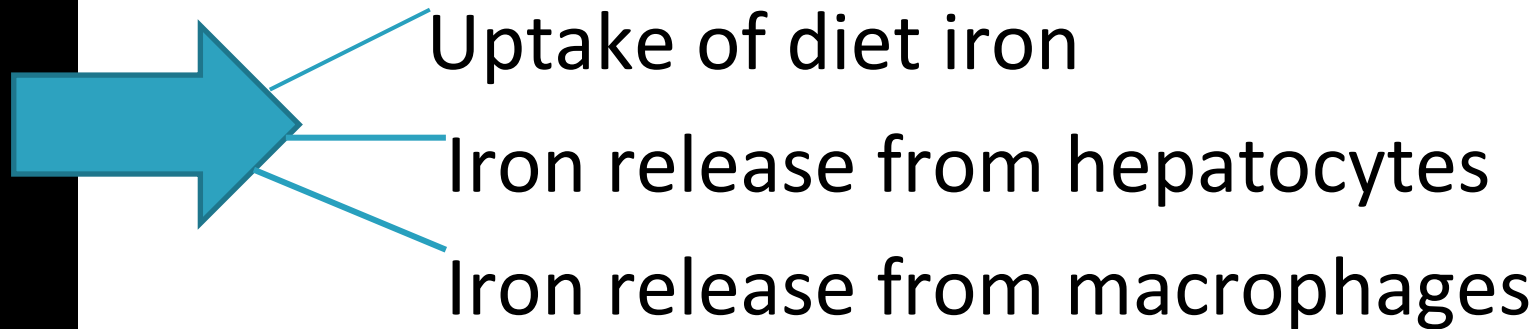 Uptake of diet iron
Iron release from hepatocytes
Iron release from macrophages